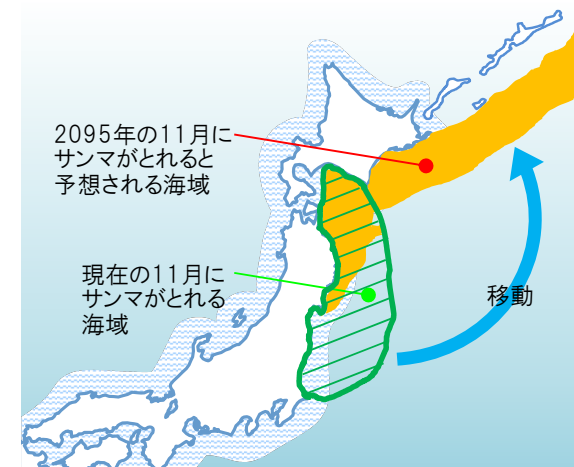 2095年の11月に
サンマがとれると
予想される海域
現在の11月に
サンマがとれる
海域
移動